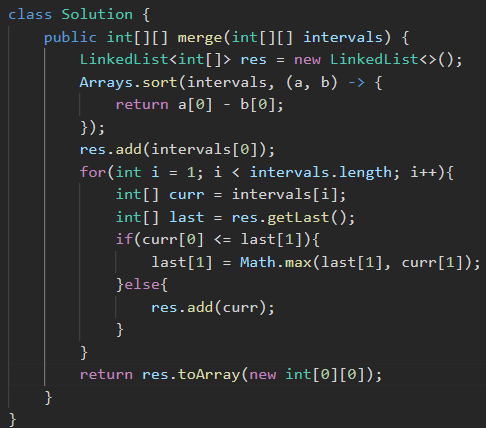 class Solution {
    public int[][] merge(int[][] intervals) {
        LinkedList<int[]> res = new LinkedList<>();
        Arrays.sort(intervals, (a, b) -> {
            return a[0] - b[0];
        });
        res.add(intervals[0]);
        for(int i = 1; i < intervals.length; i++){
            int[] curr = intervals[i];
            int[] last = res.getLast();
            if(curr[0] <= last[1]){
                last[1] = Math.max(last[1], curr[1]);
            }else{
                res.add(curr);
            }
        }
        return res.toArray(new int[0][0]);
    }
}